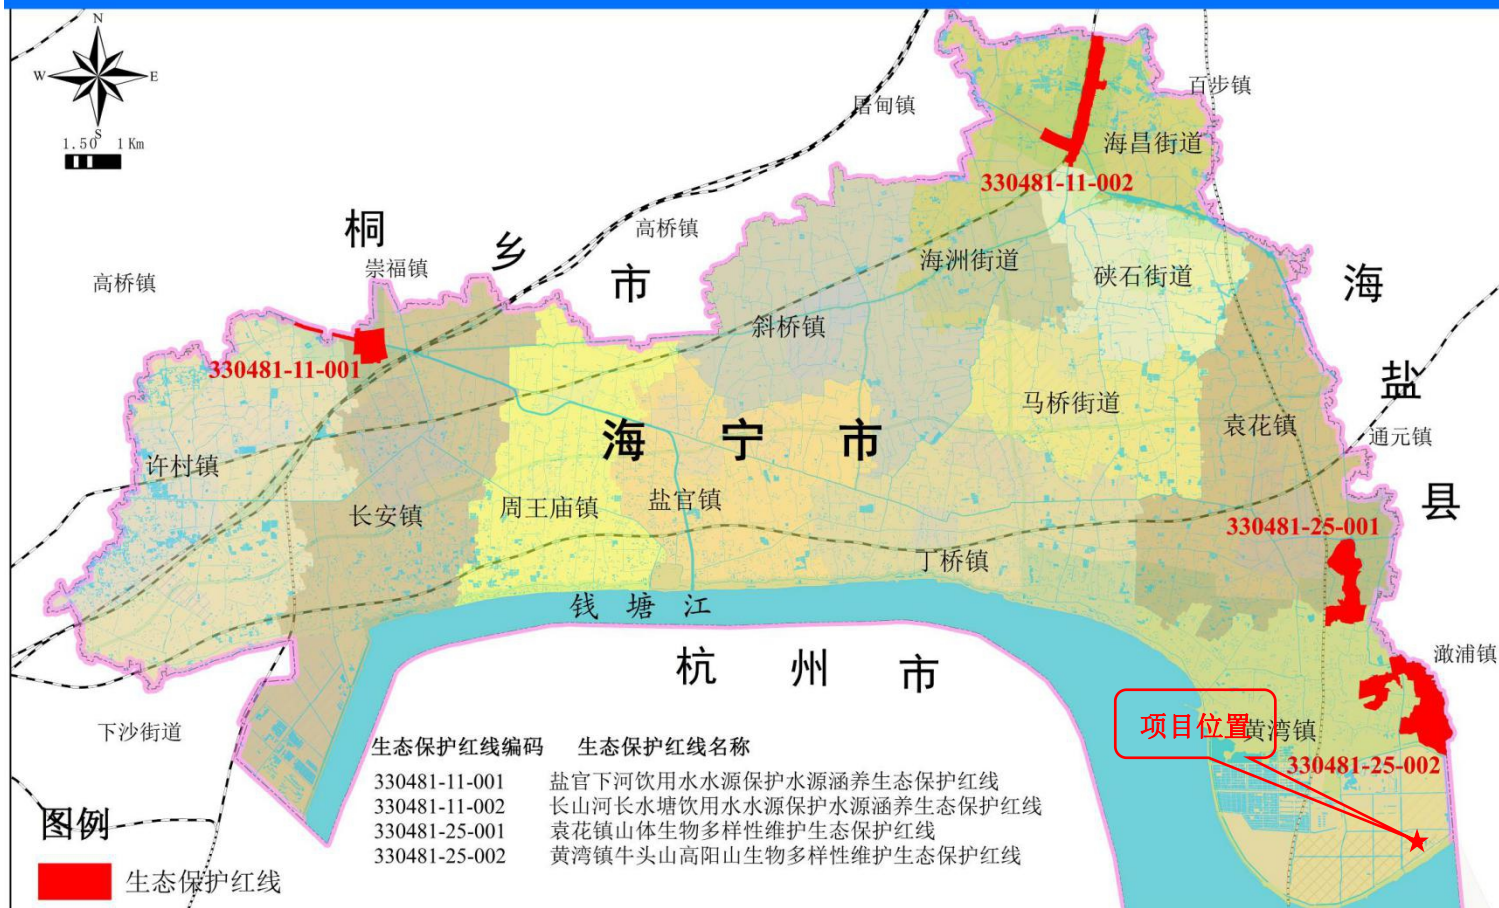 N
W
E
S
1.50 1 Km
屠甸镇
百步镇
海昌街道
330481-11-002
桐 乡 市
高桥镇
崇福镇
高桥镇
海洲街道
硖石街道
海 盐 县
斜桥镇
330481-11-001
马桥街道
袁花镇
通元镇
海 宁 市
许村镇
长安镇
周王庙镇
盐官镇
330481-25-001
丁桥镇
钱 塘 江
杭 州 市
澉浦镇
下沙街道
项目位置
黄湾镇
330481-25-002
生态保护红线编码 生态保护红线名称
330481-11-001 盐官下河饮用水水源保护水源涵养生态保护红线
330481-11-002 长山河长水塘饮用水水源保护水源涵养生态保护红线
330481-25-001 袁花镇山体生物多样性维护生态保护红线
330481-25-002 黄湾镇牛头山高阳山生物多样性维护生态保护红线
图例
生态保护红线